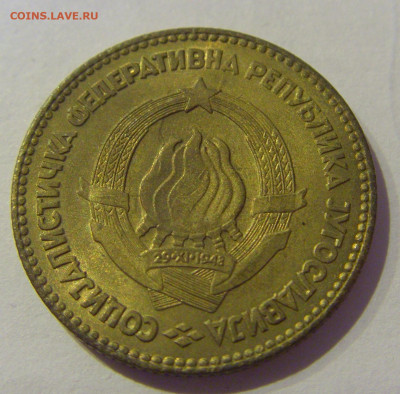 COINS.LAVE.RU
СОЦИЈАЛИСТИЧКА ФЕДЕРАТИВНА РЕПУБЛИКА ЈУГОСЛАВИЈА
29·XI·1943